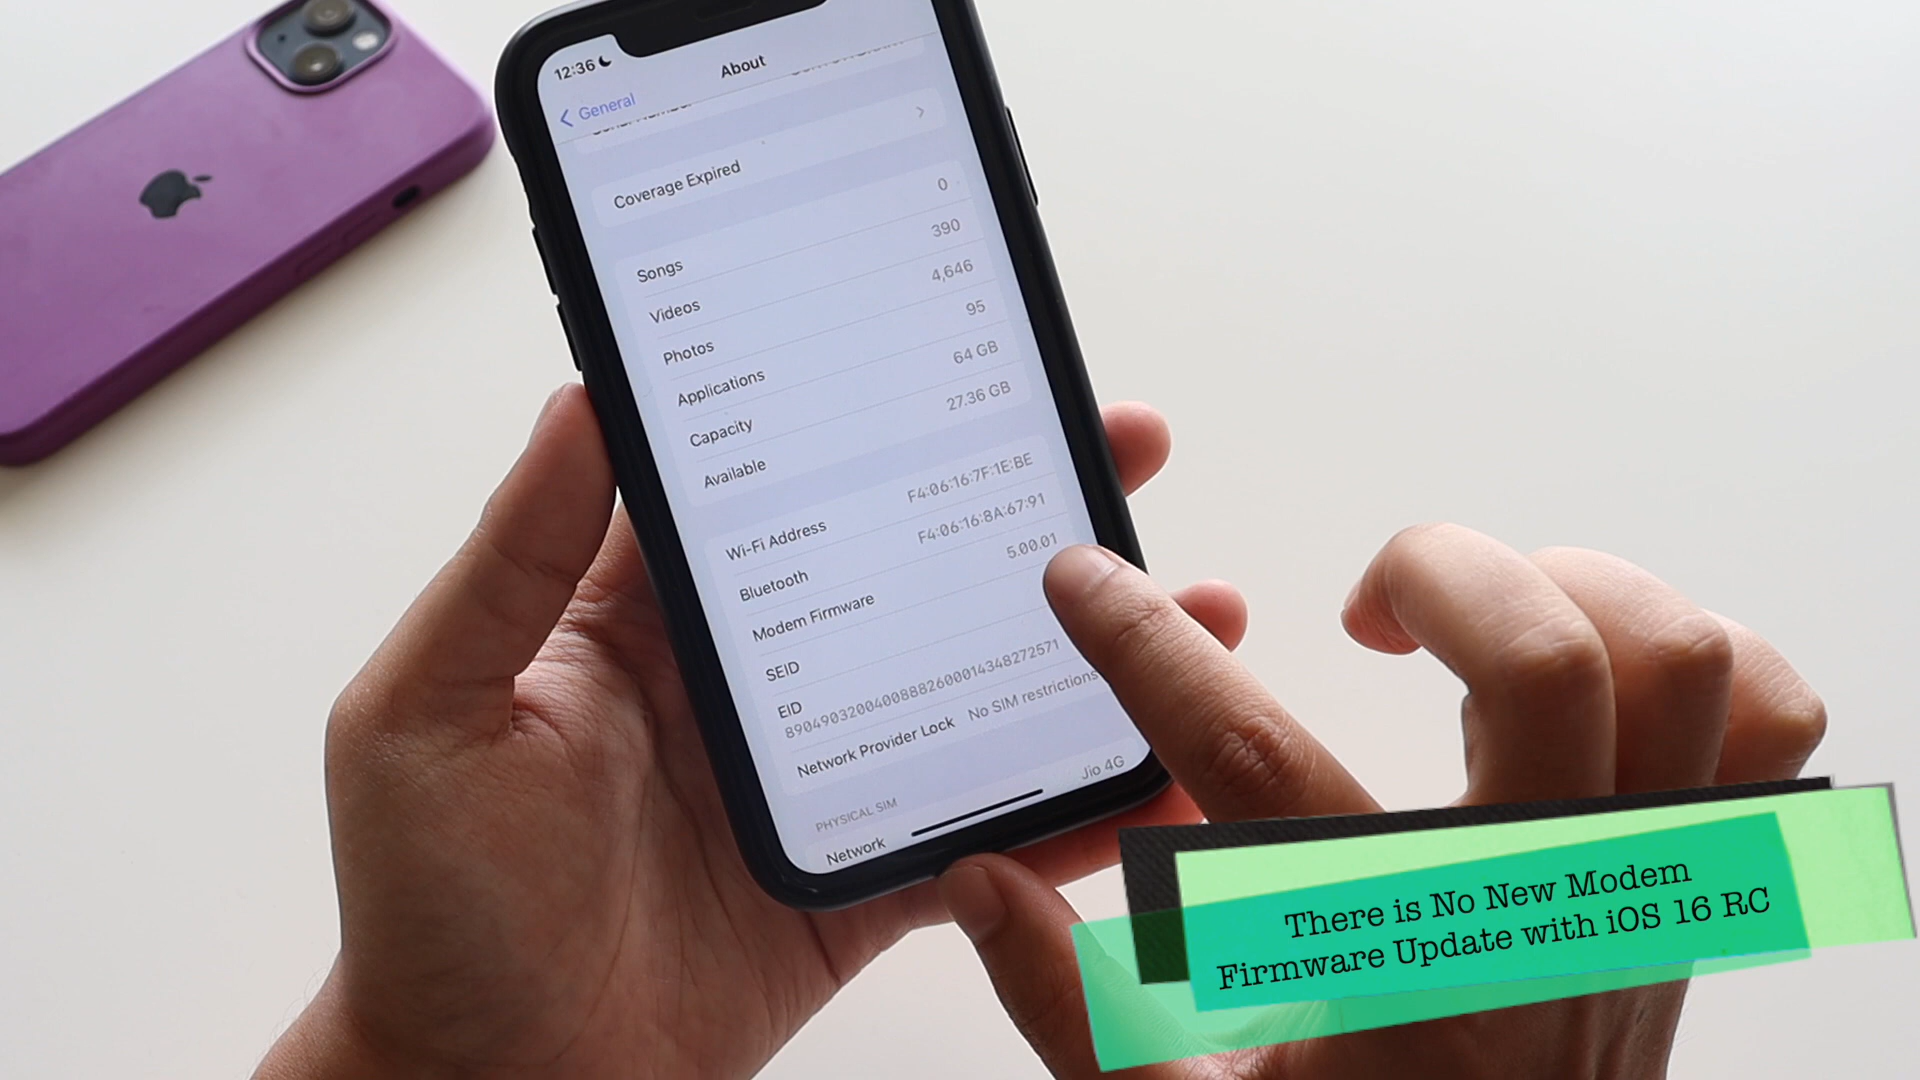 12:36
About
General
Coverage Expired
Songs 0
Videos 390
Photos 4,646
Applications 95
Capacity 64 GB
Available 27.36 GB
Wi-Fi Address F4:06:16:7F:1E:BE
Bluetooth F4:06:16:8A:67:91
Modem Firmware 5.00.01
SEID
EID
89049032004008882600014348272571
Network Provider Lock No SIM restrictions
PHYSICAL SIM
Network Jio 4G
There is No New Modem
Firmware Update with iOS 16 RC